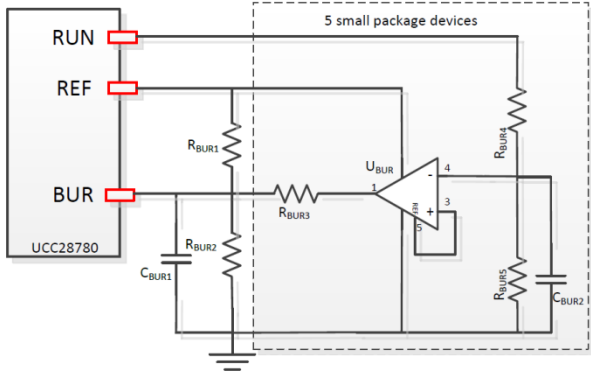 5 small package devices
RUN
REF
BUR
UCC28780
RBUR1
RBUR2
CBUR1
RBUR3
UBUR
1
4
-
3
+
REF
5
RBUR4
RBUR5
CBUR2